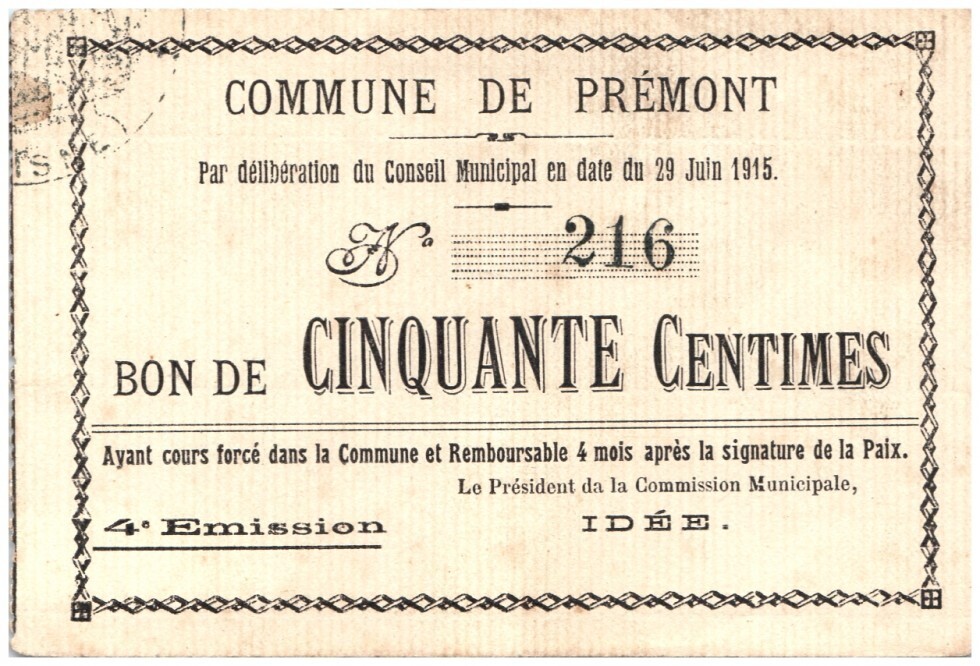 COMMUNE DE PRÉMONT
Par délibération du Conseil Municipal en date du 29 Juin 1915.
Nº 216
BON DE CINQUANTE CENTIMES
Ayant cours forcé dans la Commune et Remboursable 4 mois après la signature de la Paix.
Le Président da la Commission Municipale,
4e Emission
IDÉE.